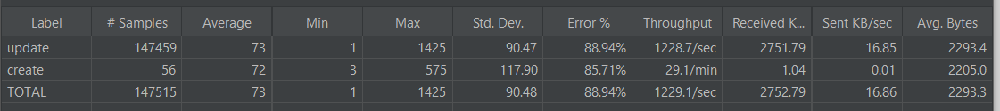 Label # Samples Average Min Max Std. Dev. Error % Throughput Received K... Sent KB/sec Avg. Bytes
update 147459 73 1 1425 90.47 88.94% 1228.7/sec 2751.79 16.85 2293.4
create 56 72 3 575 117.90 85.71% 29.1/min 1.04 0.01 2205.0
TOTAL 147515 73 1 1425 90.48 88.94% 1229.1/sec 2752.79 16.86 2293.3